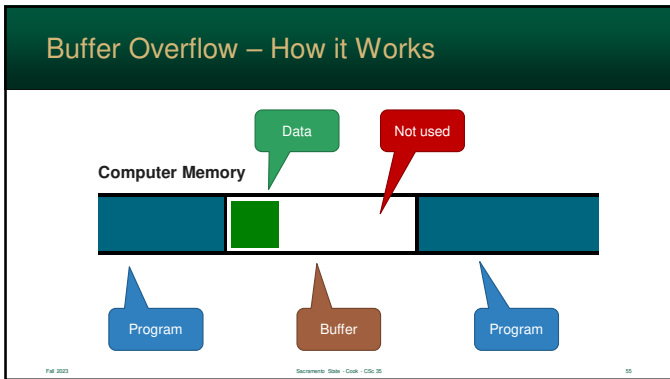 Buffer Overflow – How it Works
Data
Not used
Computer Memory
Program
Buffer
Program
Fall 2023
Sacramento State - Cook - CSc 35
55